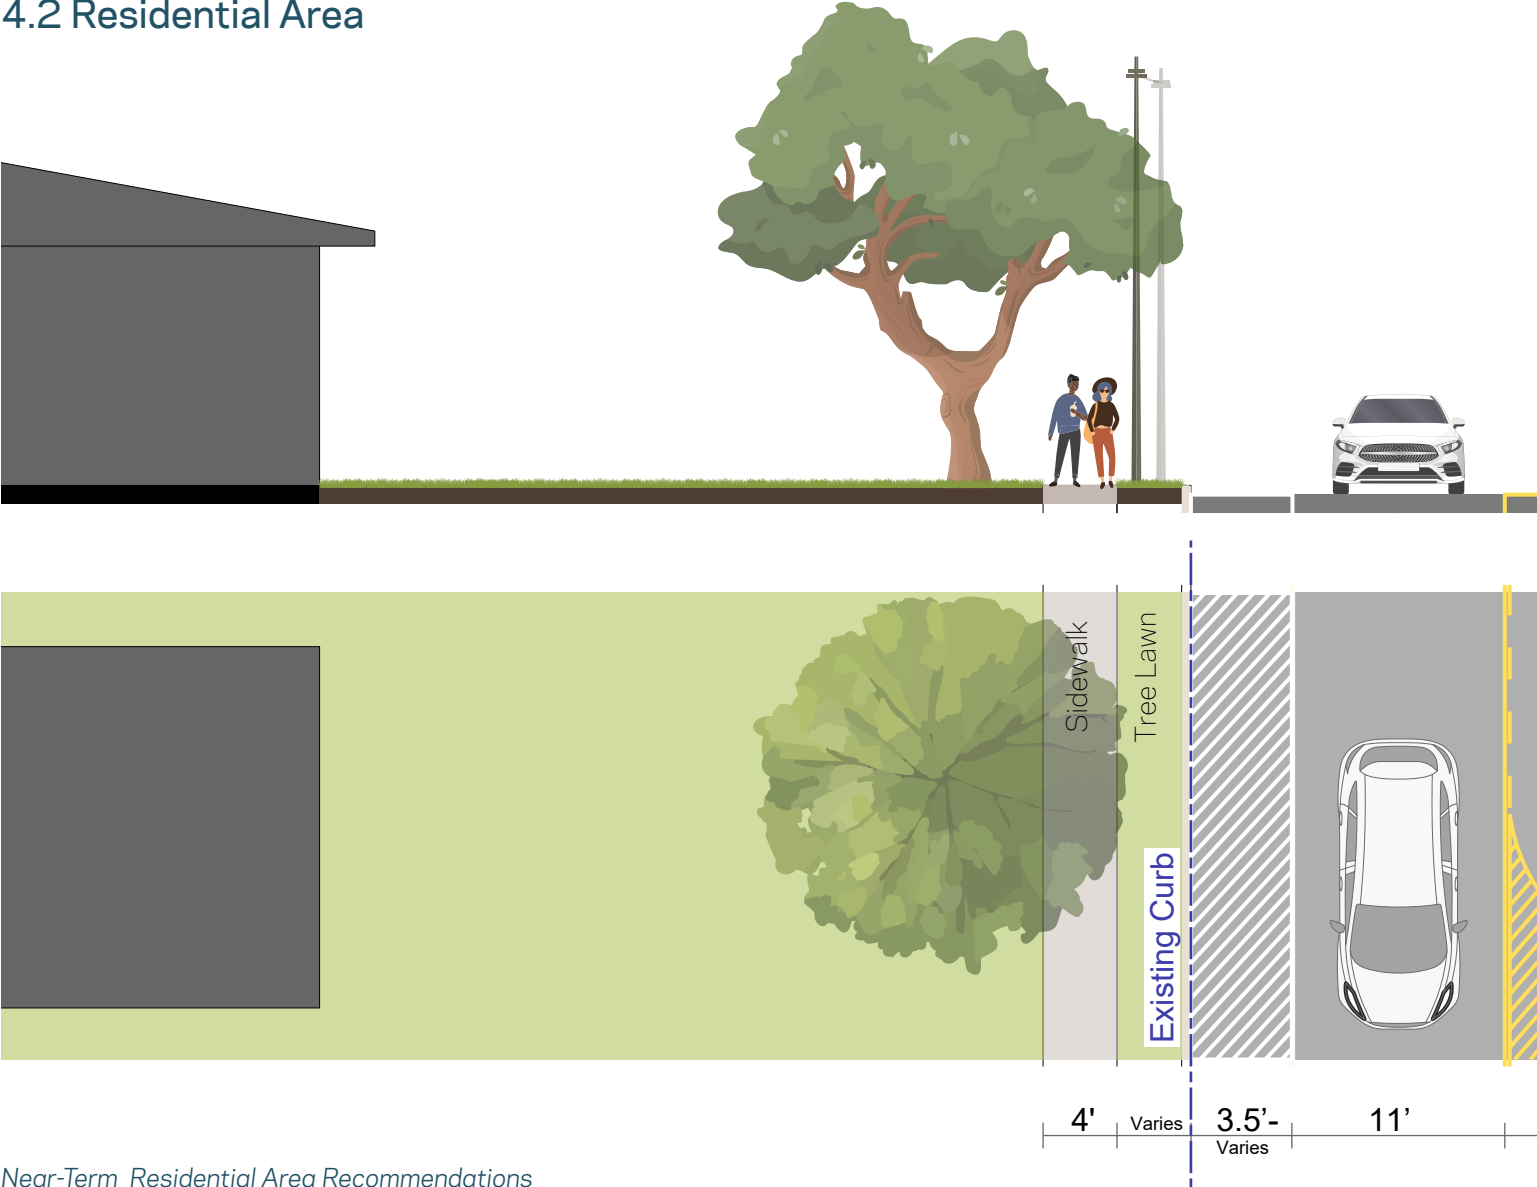 4.2 Residential Area
Sidewalk
Tree Lawn
Existing Curb
4'
Varies
3.5’-
Varies
11’
Near-Term  Residential Area Recommendations